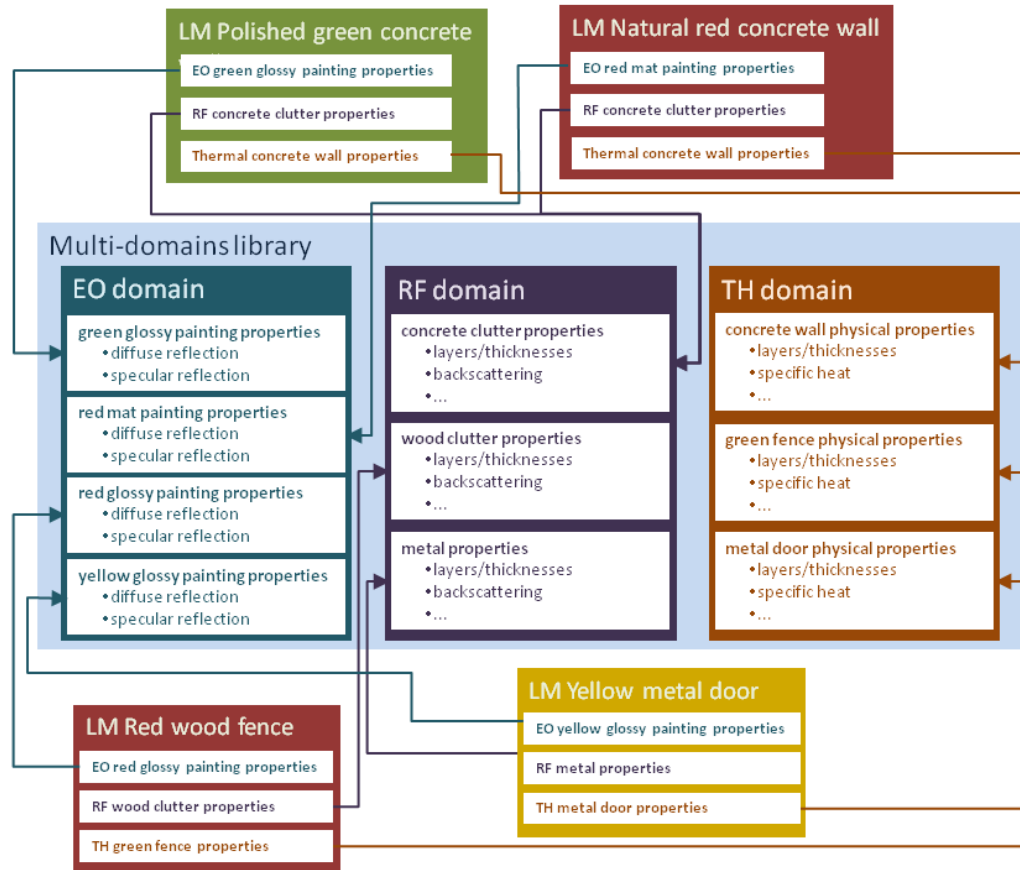 LM Polished green concrete
EO green glossy painting properties
RF concrete clutter properties
Thermal concrete wall properties
LM Natural red concrete wall
EO red mat painting properties
RF concrete clutter properties
Thermal concrete wall properties
Multi-domains library
EO domain
green glossy painting properties
•diffuse reflection
•specular reflection
red mat painting properties
•diffuse reflection
•specular reflection
red glossy painting properties
•diffuse reflection
•specular reflection
yellow glossy painting properties
•diffuse reflection
•specular reflection
RF domain
concrete clutter properties
•layers/thicknesses
•backscattering
•...
wood clutter properties
•layers/thicknesses
•backscattering
•...
metal properties
•layers/thicknesses
•backscattering
•...
TH domain
concrete wall physical properties
•layers/thicknesses
•specific heat
•...
green fence physical properties
•layers/thicknesses
•specific heat
•...
metal door physical properties
•layers/thicknesses
•specific heat
•...
LM Red wood fence
EO red glossy painting properties
RF wood clutter properties
TH green fence properties
LM Yellow metal door
EO yellow glossy painting properties
RF metal properties
TH metal door properties